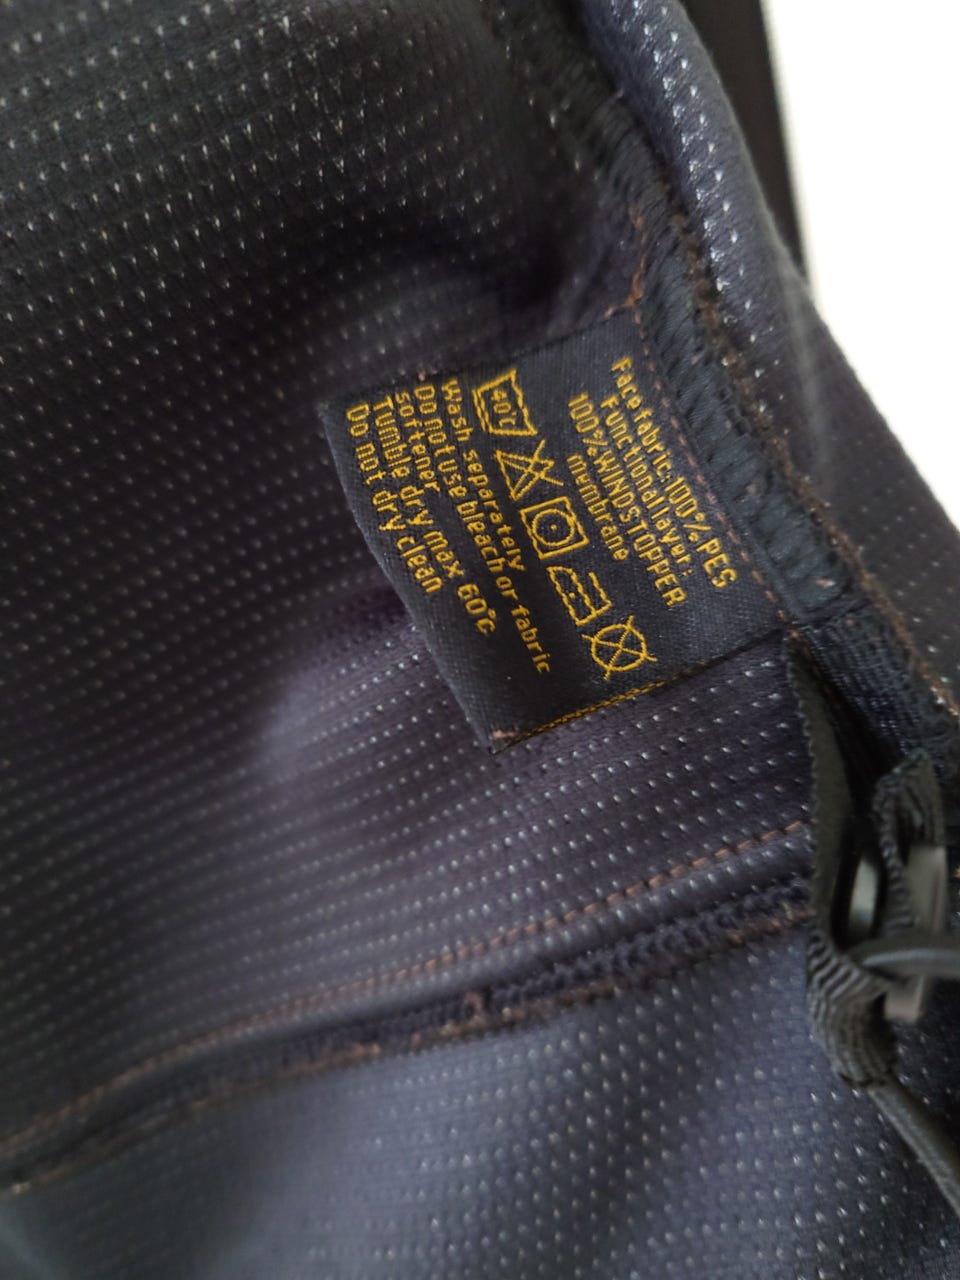 Face fabric:100% PES
Functional layer:
100% WINDSTOPPER
Membrane
40°C
Wash separately
Do not use bleach or fabric
softener
Tumble dry max 60°C
Do not dry clean